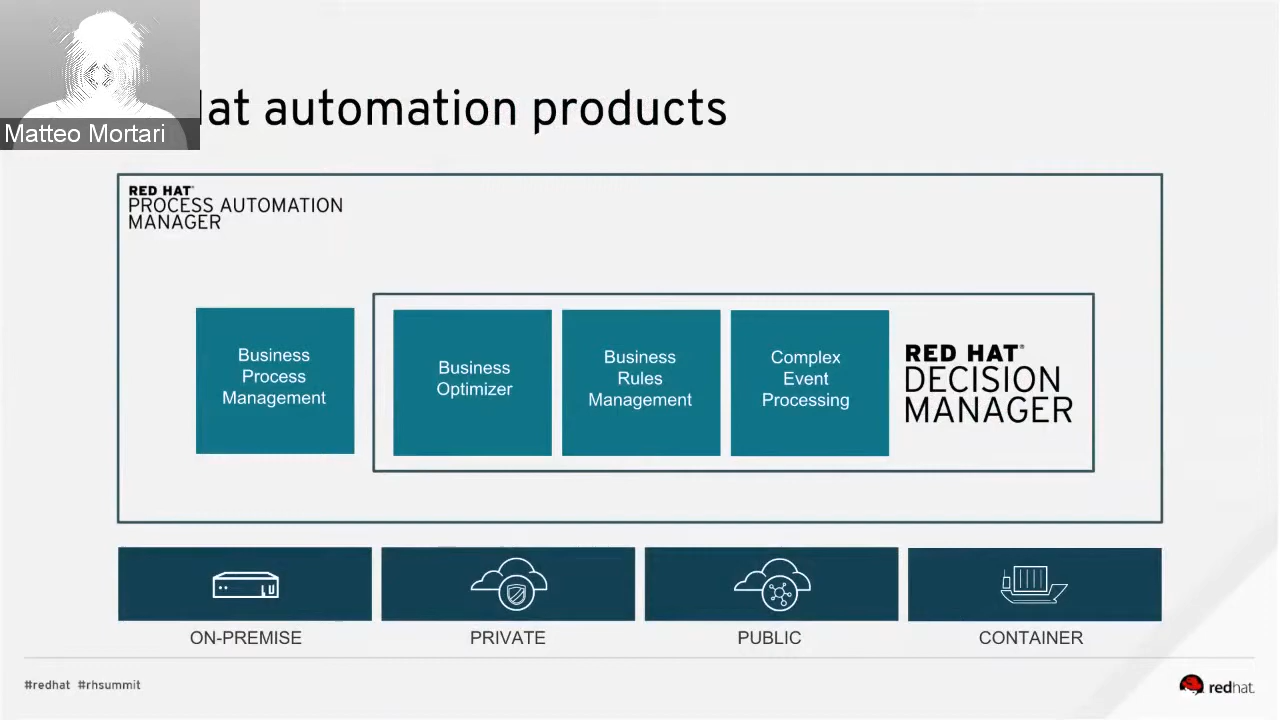 Matteo Mortari
Hat automation products
RED HAT®
PROCESS AUTOMATION
MANAGER
Business
Process
Management
Business
Optimizer
Business
Rules
Management
Complex
Event
Processing
RED HAT®
DECISION
MANAGER
ON-PREMISE
PRIVATE
PUBLIC
CONTAINER
#redhat #rhsummit
redhat.